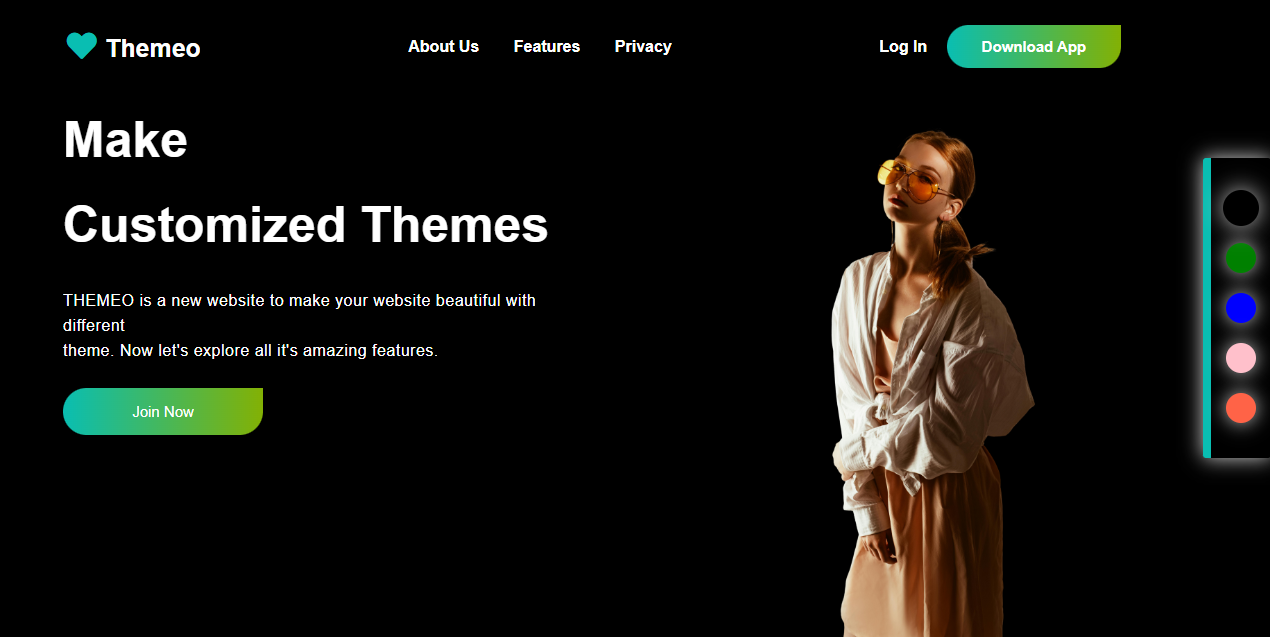 Themeo
About Us Features Privacy
Log In Download App
Make
Customized Themes
THEMEO is a new website to make your website beautiful with
different
theme. Now let's explore all it's amazing features.
Join Now